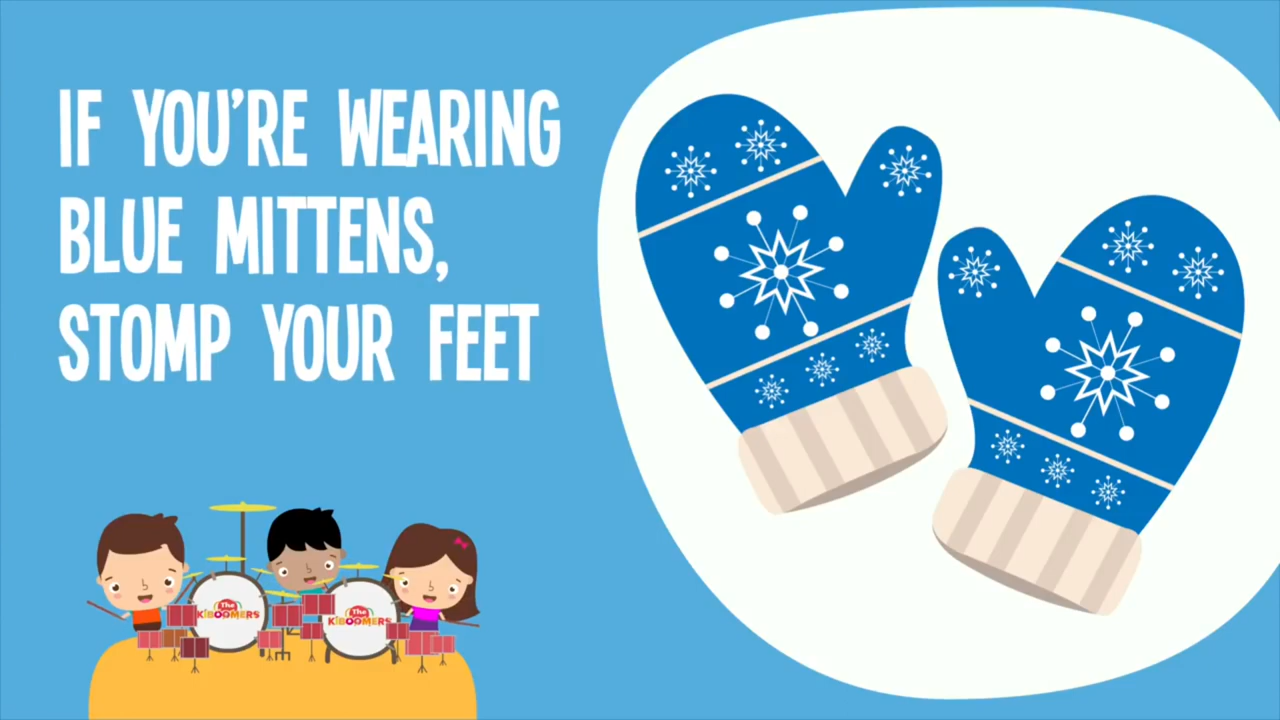 IF YOU'RE WEARING
BLUE MITTENS,
STOMP YOUR FEET
The
KiBOOMERS
The
KiBOOMERS